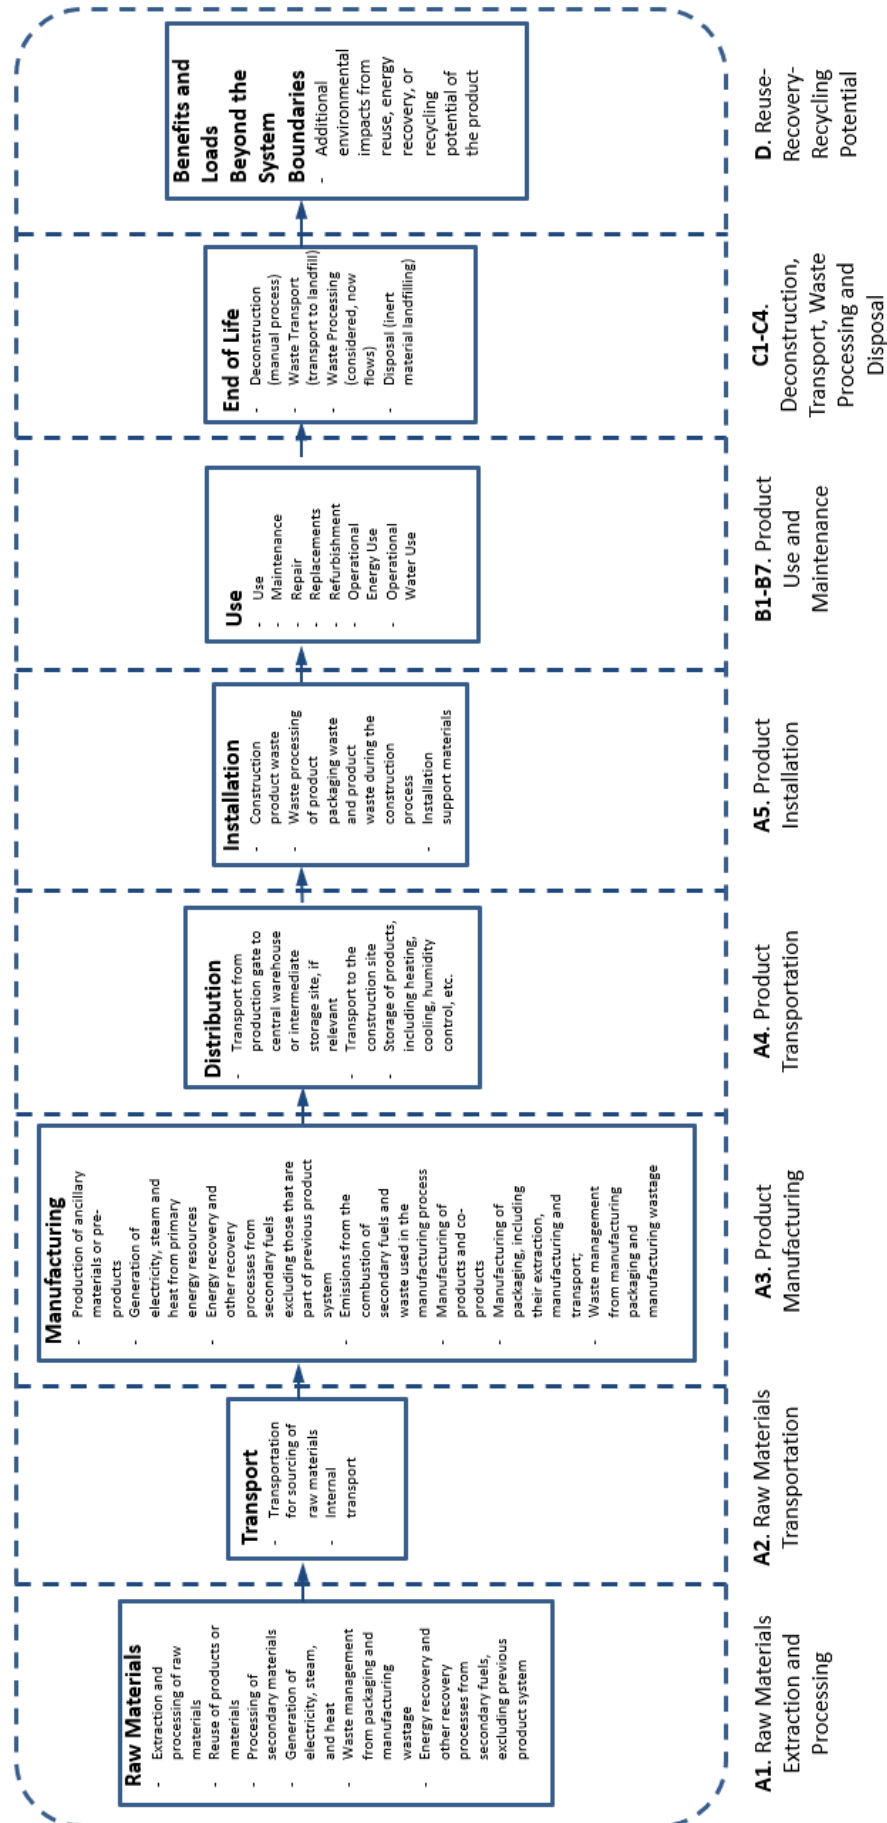 Raw Materials
- Extraction and
processing of raw
materials
- Reuse of products or
materials
- Processing of
secondary materials
- Generation of
electricity, steam,
and heat
- Waste management
from packaging and
manufacturing
wastage
- Energy recovery and
other recovery
processes from
secondary fuels,
excluding previous
product system
A1. Raw Materials
Extraction and
Processing
Transport
- Transportation
for sourcing of
raw materials
- Internal
transport
A2. Raw Materials
Transportation
Manufacturing
- Production of ancillary
materials or pre-
products
- Generation of
electricity, steam and
heat from primary
energy resources
- Energy recovery and
other recovery
processes from
secondary fuels
excluding those that are
part of previous product
system
- Emissions from the
combustion of
secondary fuels and
waste used in the
manufacturing process
- Manufacturing of
products and co-
products
- Manufacturing of
packaging, including
their extraction,
manufacturing and
transport;
- Waste management
from manufacturing
packaging and
manufacturing wastage
A3. Product
Manufacturing
Distribution
- Transport from
production gate to
central warehouse
or intermediate
storage site, if
relevant
- Transport to the
construction site
- Storage of products,
including heating,
cooling, humidity
control, etc.
A4. Product
Transportation
Installation
- Construction
product waste
- Waste processing
of product
packaging waste
and product
waste during the
construction
process
- Installation
support materials
A5. Product
Installation
Use
- Use
- Maintenance
- Repair
- Replacements
- Refurbishment
- Operational
Energy Use
- Operational
Water Use
B1-B7. Product
Use and
Maintenance
End of Life
- Deconstruction
(manual process)
- Waste Transport
(transport to landfill)
- Waste Processing
(considered, now
flows)
- Disposal (inert
material landfilling)
C1-C4.
Deconstruction,
Transport, Waste
Processing and
Disposal
Benefits and
Loads
Beyond the
System
Boundaries
- Additional
environmental
impacts from
reuse, energy
recovery, or
recycling
potential of
the product
D. Reuse-
Recovery-
Recycling
Potential